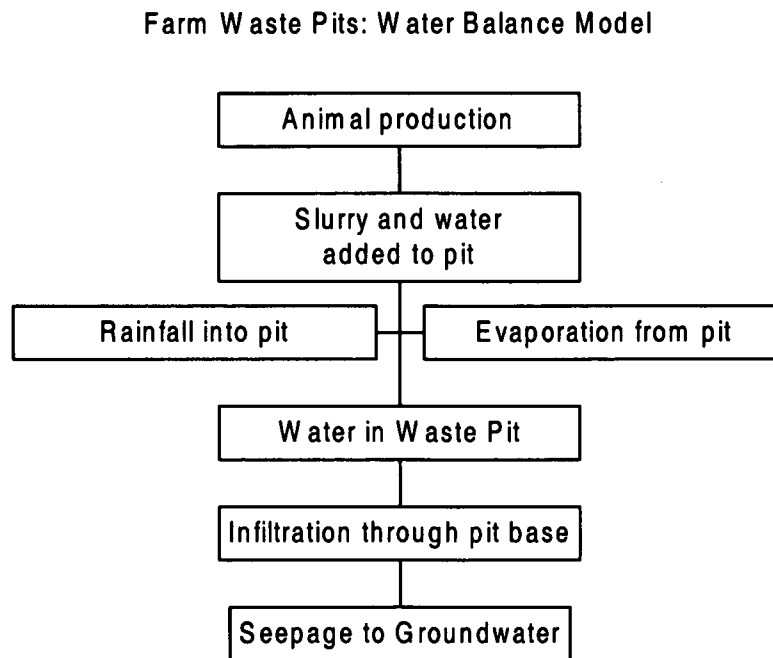 Farm Waste Pits: Water Balance Model
Animal production
Slurry and water
added to pit
Rainfall into pit
Evaporation from pit
Water in Waste Pit
Infiltration through pit base
Seepage to Groundwater